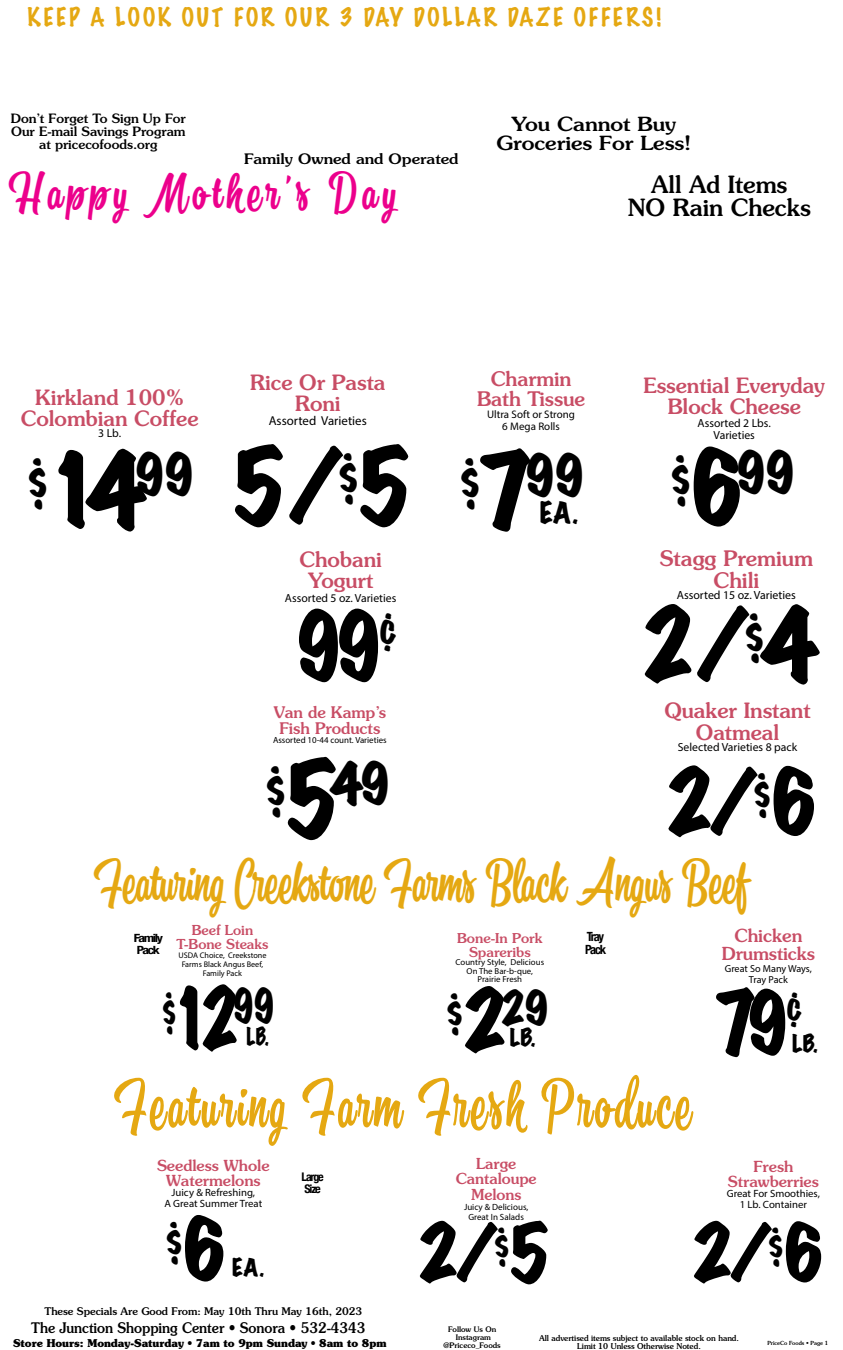 KEEP A LOOK OUT FOR OUR 3 DAY DOLLAR DAZE OFFERS!
Don't Forget To Sign Up For
Our E-mail Savings Program
at pricecofoods.org
Family Owned and Operated
You Cannot Buy
Groceries For Less!
Happy Mother's Day
All Ad Items
NO Rain Checks
Kirkland 100%
Colombian Coffee
3 Lb.
$14.99
Rice Or Pasta
Roni
Assorted Varieties
5/$5
Charmin
Bath Tissue
Ultra Soft or Strong
6 Mega Rolls
$7.99
EA.
Essential Everyday
Block Cheese
Assorted 2 Lbs.
Varieties
$6.99
Chobani
Yogurt
Assorted 5 oz. Varieties
99¢
Stagg Premium
Chili
Assorted 15 oz. Varieties
2/$4
Van de Kamp's
Fish Products
Assorted 10-44 count. Varieties
$5.49
Quaker Instant
Oatmeal
Selected Varieties 8 pack
2/$6
Featuring Creekstone Farms Black Angus Beef
Family
Pack
Beef Loin
T-Bone Steaks
USDA Choice, Creekstone
Farms Black Angus Beef,
Family Pack
$12.99
LB.
Bone-In Pork
Spareribs
Country Style, Delicious
On The Bar-b-que,
Prairie Fresh
$2.29
LB.
Tray
Pack
Chicken
Drumsticks
Great So Many Ways,
Tray Pack
79¢
LB.
Featuring Farm Fresh Produce
Seedless Whole
Watermelons
Juicy & Refreshing,
A Great Summer Treat
$6 EA.
Large
Size
Large
Cantaloupe
Melons
Juicy & Delicious,
Great In Salads
2/$5
Fresh
Strawberries
Great For Smoothies,
1 Lb. Container
2/$6
These Specials Are Good From: May 10th Thru May 16th, 2023
The Junction Shopping Center • Sonora • 532-4343
Store Hours: Monday-Saturday • 7am to 9pm Sunday • 8am to 8pm
Follow Us On
Instagram
@Priceco_Foods
All advertised items subject to available stock on hand.
Limit 10 Unless Otherwise Noted.
PriceCo Foods • Page 1